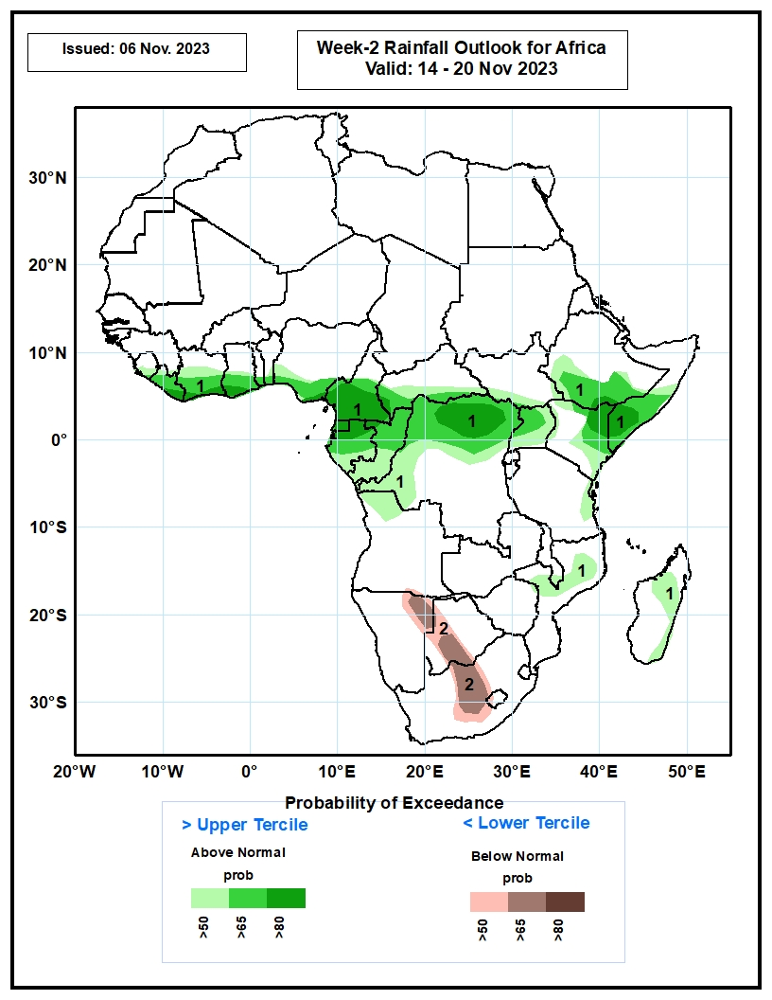 Issued: 06 Nov. 2023
Week-2 Rainfall Outlook for Africa
Valid: 14 - 20 Nov 2023
30°N
20°N
10°N
0°
10°S
20°S
30°S
1
1
1
1
1
1
1
1
2
2
20°W
10°W
0°
10°E
20°E
30°E
40°E
50°E
Probability of Exceedance
> Upper Tercile
< Lower Tercile
Above Normal
Below Normal
prob
prob
>50
>65
>80
>50
>65
>80